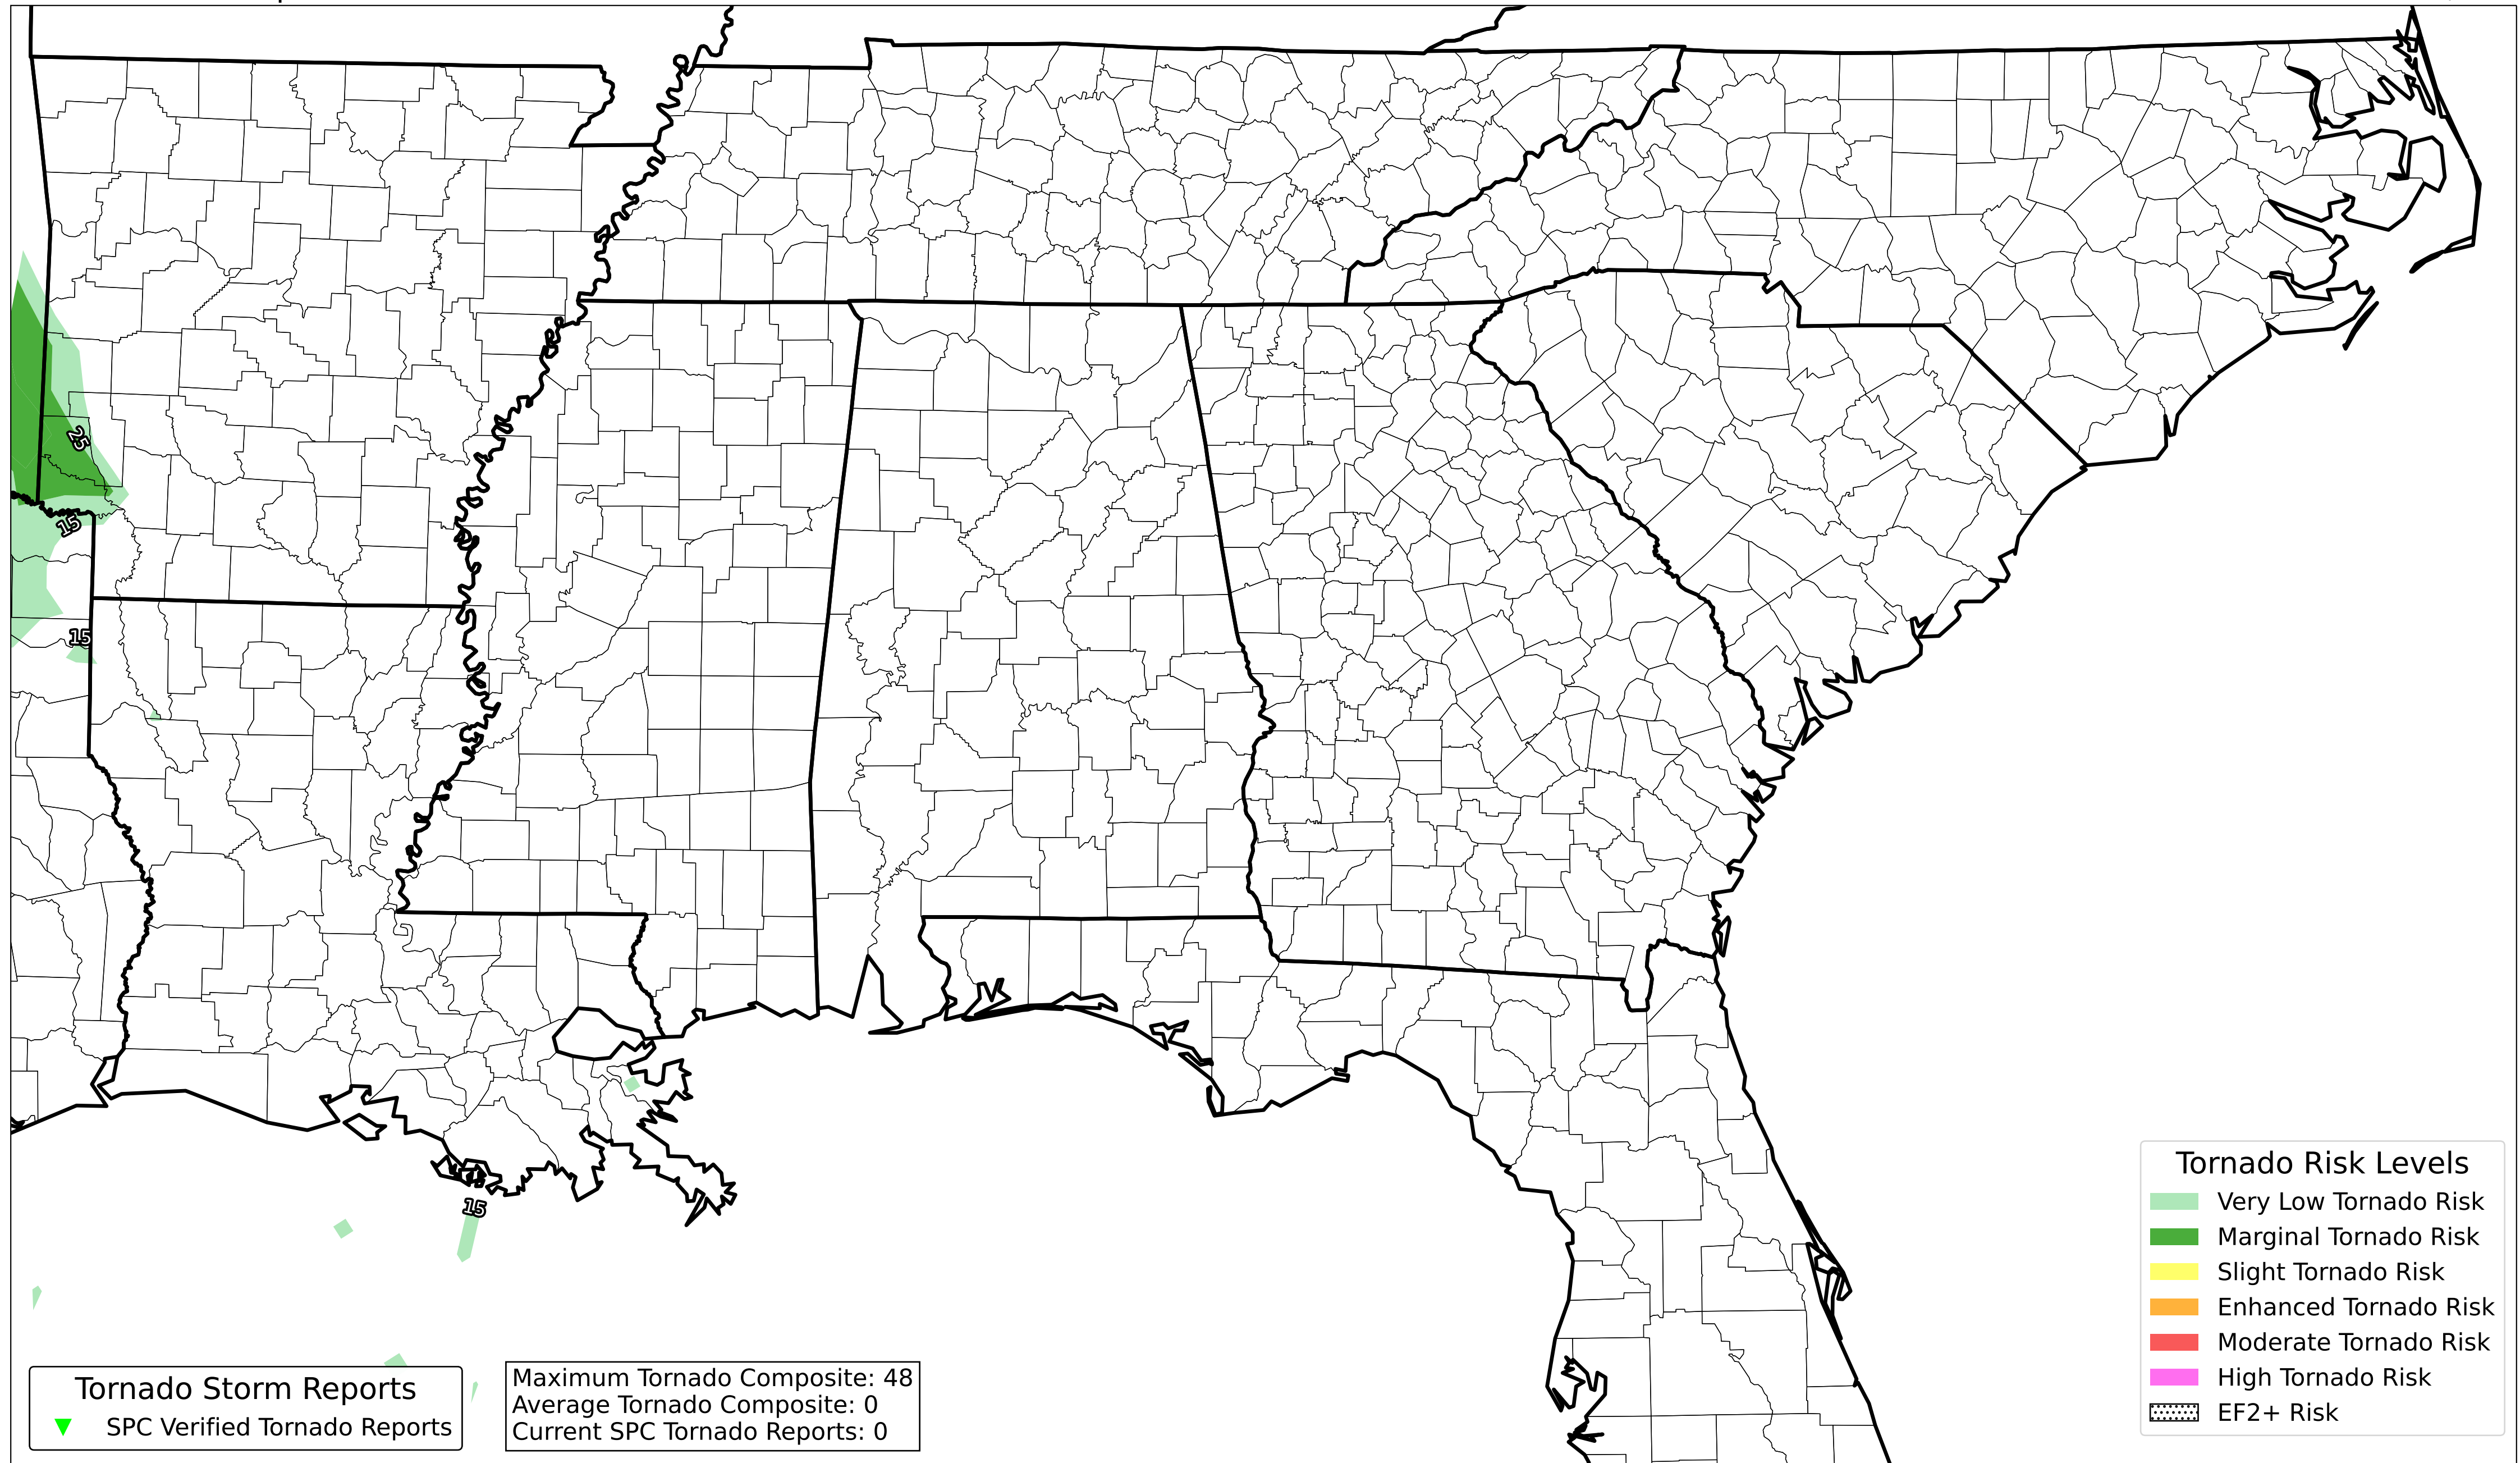 25
15
15
15
Tornado Risk Levels
Very Low Tornado Risk
Marginal Tornado Risk
Slight Tornado Risk
Enhanced Tornado Risk
Moderate Tornado Risk
High Tornado Risk
EF2+ Risk
Tornado Storm Reports
SPC Verified Tornado Reports
Maximum Tornado Composite: 48
Average Tornado Composite: 0
Current SPC Tornado Reports: 0